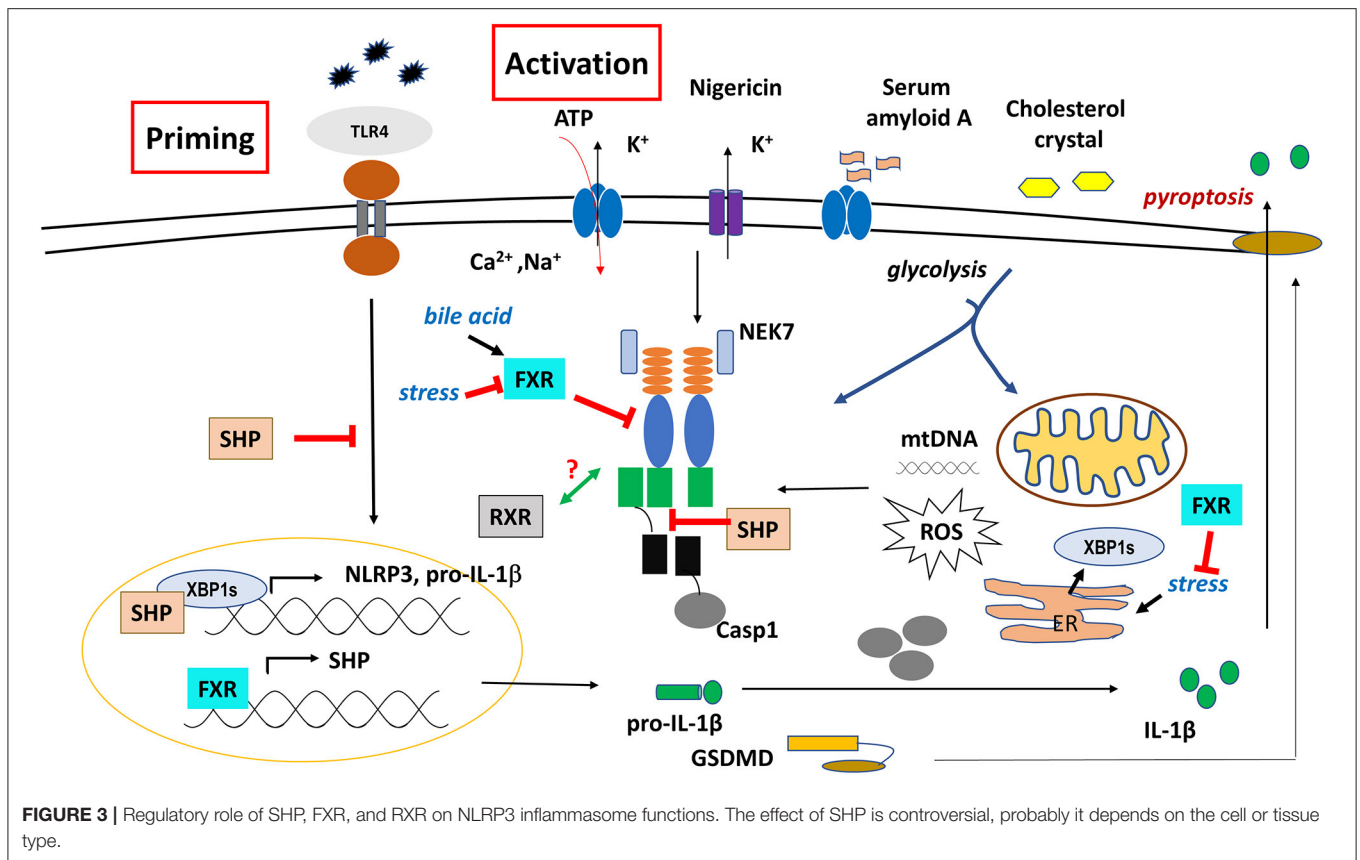 Priming
TLR4
Activation
ATP
K⁺
Nigericin
K⁺
Serum
amyloid A
Cholesterol
crystal
pyroptosis
Ca²⁺ ,Na⁺
glycolysis
bile acid
stress
FXR
NEK7
SHP
?
RXR
SHP
mtDNA
ROS
FXR
XBP1s
stress
ER
NLRP3, pro-IL-1β
XBP1s
SHP
SHP
FXR
Casp1
pro-IL-1β
GSDMD
IL-1β
FIGURE 3 | Regulatory role of SHP, FXR, and RXR on NLRP3 inflammasome functions. The effect of SHP is controversial, probably it depends on the cell or tissue
type.